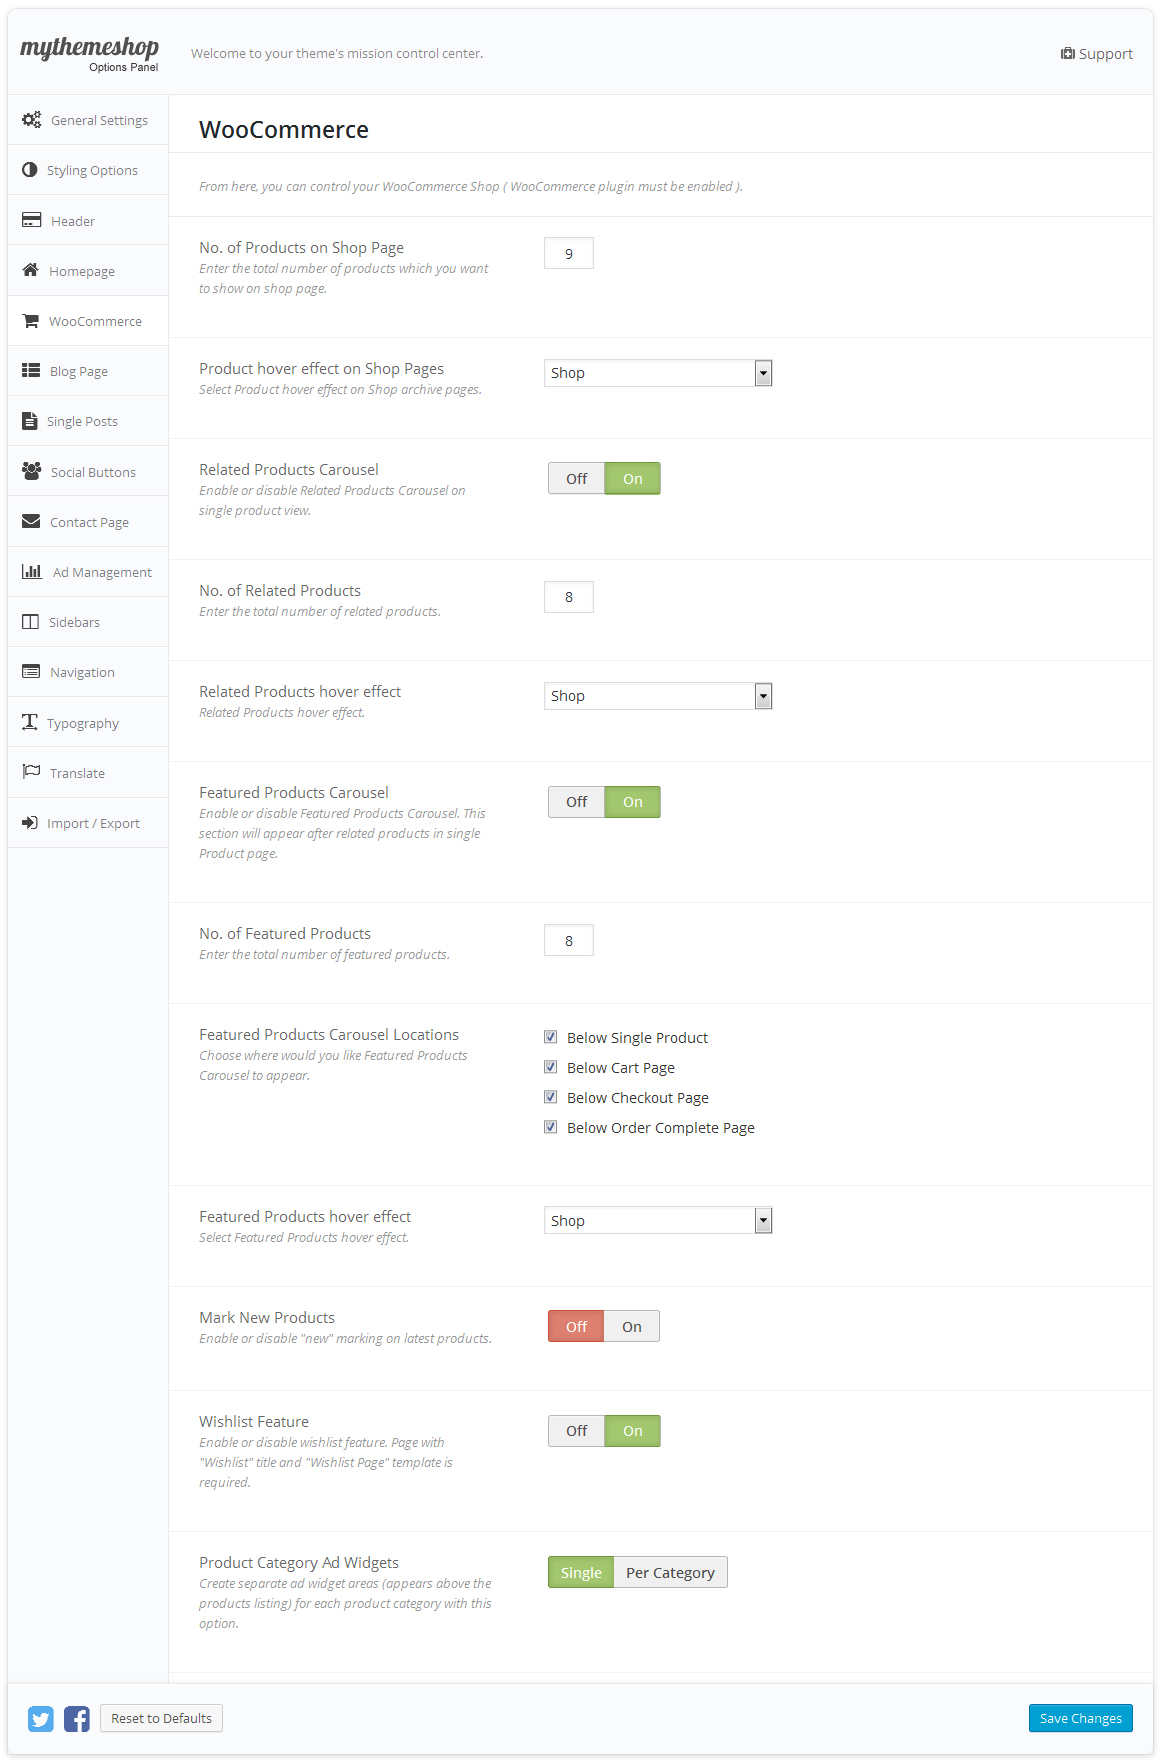 mythemeshop
Options Panel
Welcome to your theme's mission control center.
Support
General Settings
Styling Options
Header
Homepage
WooCommerce
Blog Page
Single Posts
Social Buttons
Contact Page
Ad Management
Sidebars
Navigation
Typography
Translate
Import / Export
WooCommerce
From here, you can control your WooCommerce Shop ( WooCommerce plugin must be enabled ).
No. of Products on Shop Page
Enter the total number of products which you want
to show on shop page.
9
Product hover effect on Shop Pages
Select Product hover effect on Shop archive pages.
Shop
Related Products Carousel
Enable or disable Related Products Carousel on
single product view.
Off On
No. of Related Products
Enter the total number of related products.
8
Related Products hover effect
Related Products hover effect.
Shop
Featured Products Carousel
Enable or disable Featured Products Carousel. This
section will appear after related products in single
Product page.
Off On
No. of Featured Products
Enter the total number of featured products.
8
Featured Products Carousel Locations
Choose where would you like Featured Products
Carousel to appear.
Below Single Product
Below Cart Page
Below Checkout Page
Below Order Complete Page
Featured Products hover effect
Select Featured Products hover effect.
Shop
Mark New Products
Enable or disable "new" marking on latest products.
Off On
Wishlist Feature
Enable or disable wishlist feature. Page with
"Wishlist" title and "Wishlist Page" template is
required.
Off On
Product Category Ad Widgets
Create separate ad widget areas (appears above the
products listing) for each product category with this
option.
Single Per Category
Reset to Defaults
Save Changes